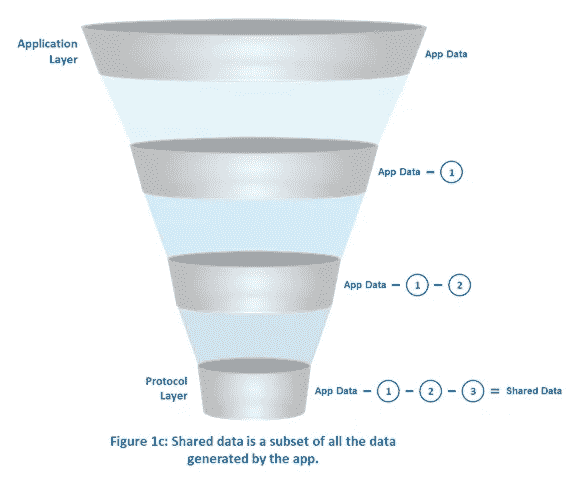 Application
Layer
App Data
App Data – 1
App Data – 1 – 2
Protocol
Layer
App Data – 1 – 2 – 3 = Shared Data
Figure 1c: Shared data is a subset of all the data
generated by the app.